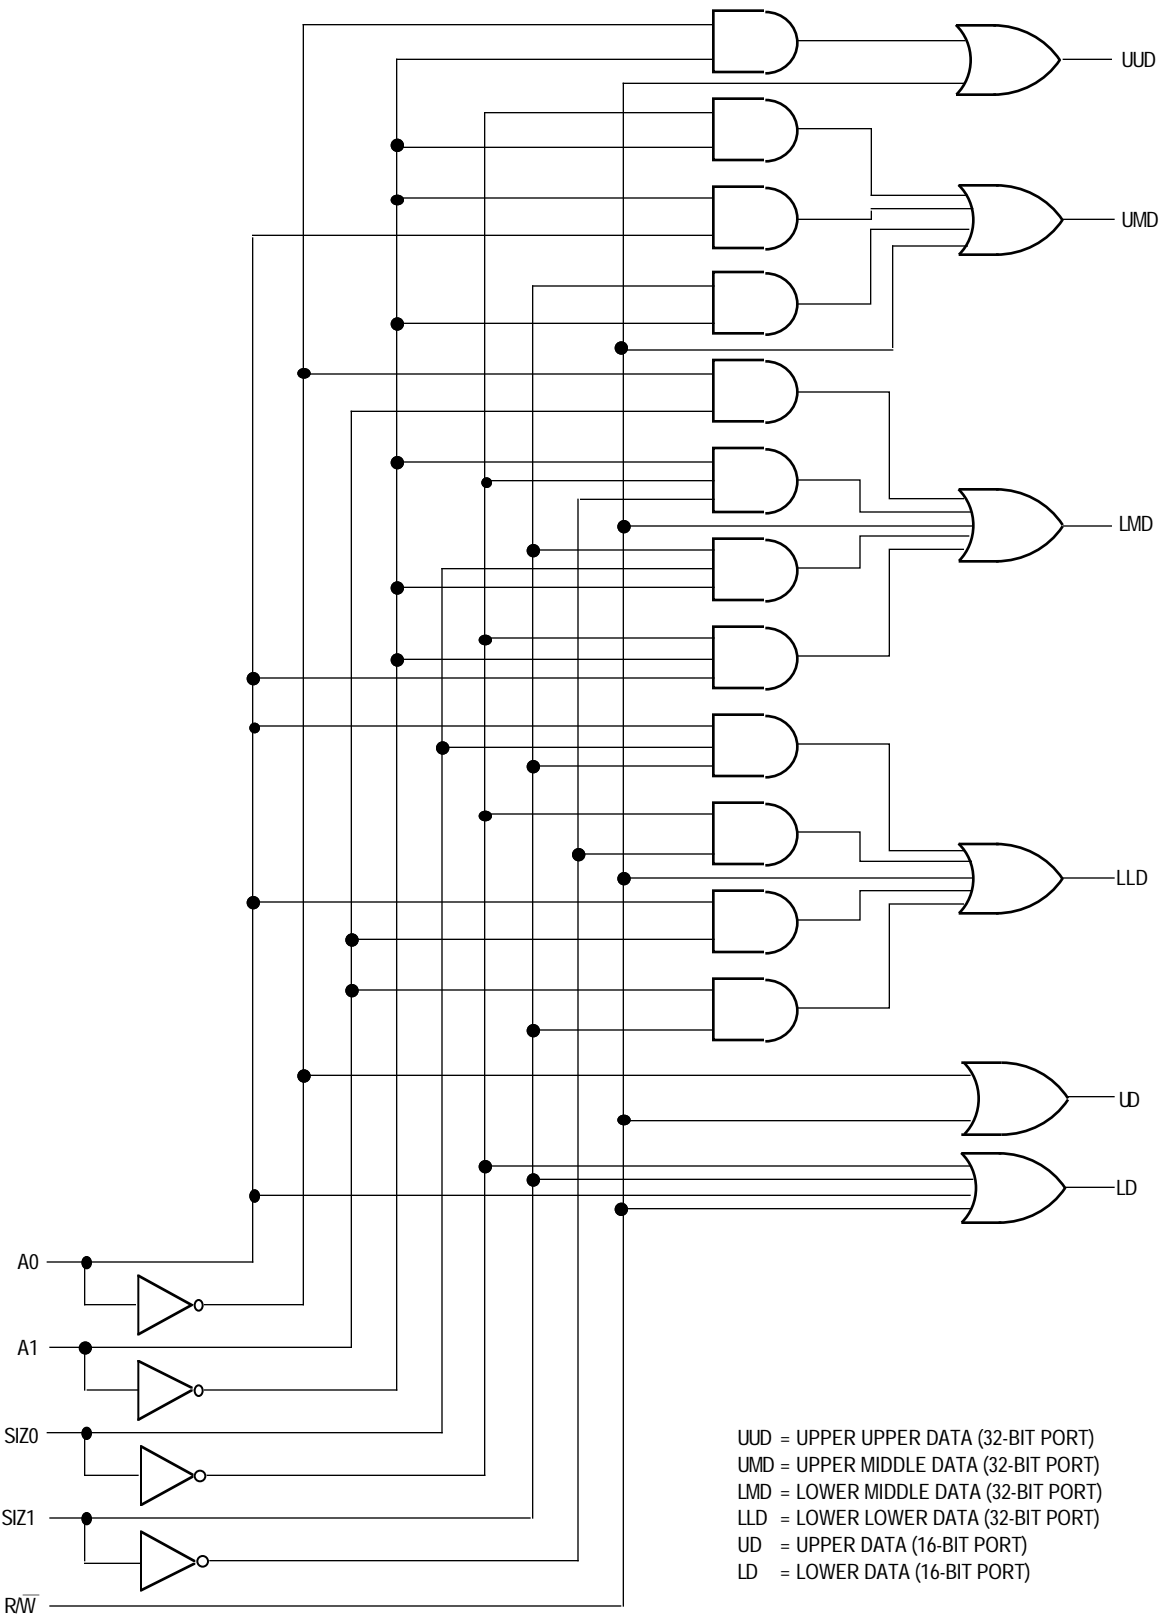 UUD
UMD
LMD
LLD
UD
LD
A0
A1
SIZ0
SIZ1
R/W̅
UUD = UPPER UPPER DATA (32-BIT PORT)
UMD = UPPER MIDDLE DATA (32-BIT PORT)
LMD = LOWER MIDDLE DATA (32-BIT PORT)
LLD = LOWER LOWER DATA (32-BIT PORT)
UD = UPPER DATA (16-BIT PORT)
LD = LOWER DATA (16-BIT PORT)